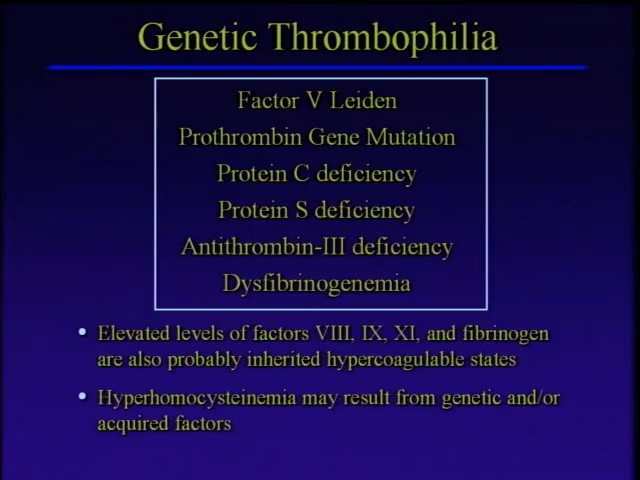 Genetic Thrombophilia
Factor V Leiden
Prothrombin Gene Mutation
Protein C deficiency
Protein S deficiency
Antithrombin-III deficiency
Dysfibrinogenemia
• Elevated levels of factors VIII, IX, XI, and fibrinogen
are also probably inherited hypercoagulable states
• Hyperhomocysteinemia may result from genetic and/or
acquired factors